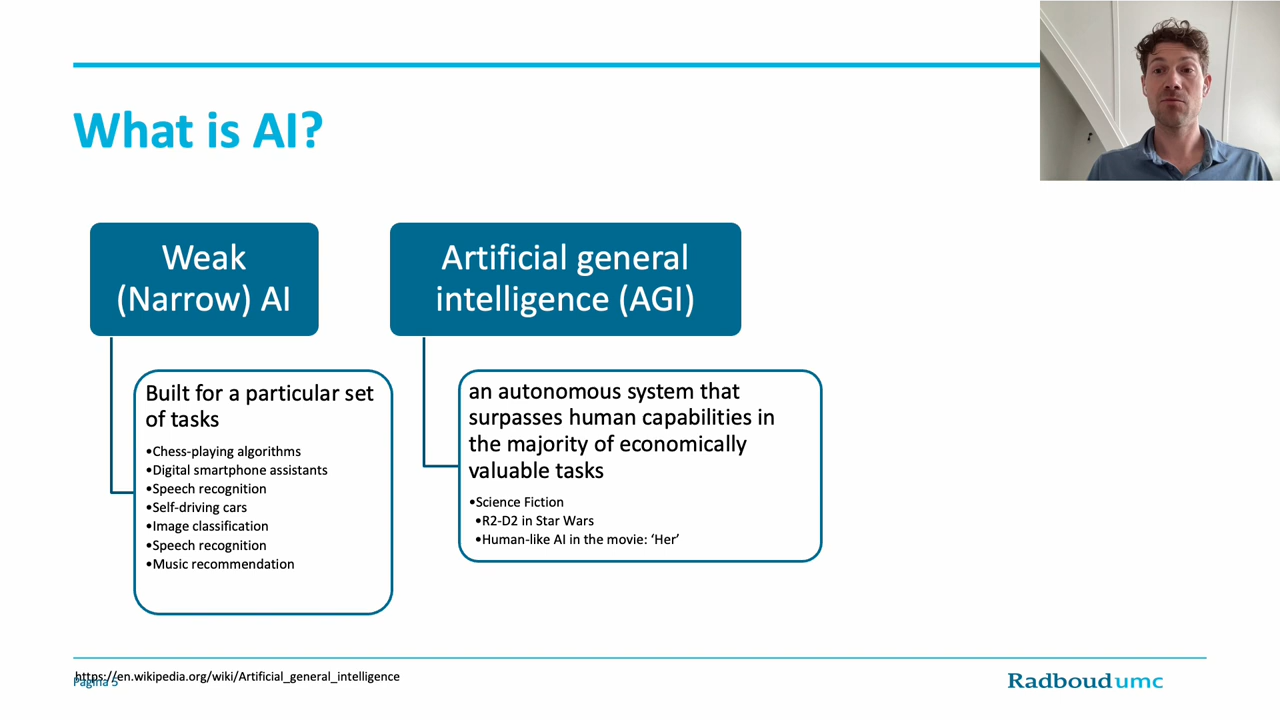 What is AI?
Weak
(Narrow) AI
Built for a particular set
of tasks
•Chess-playing algorithms
•Digital smartphone assistants
•Speech recognition
•Self-driving cars
•Image classification
•Speech recognition
•Music recommendation
Artificial general
intelligence (AGI)
an autonomous system that
surpasses human capabilities in
the majority of economically
valuable tasks
•Science Fiction
•R2-D2 in Star Wars
•Human-like AI in the movie: ‘Her’
https://en.wikipedia.org/wiki/Artificial_general_intelligence
Pagina 5
Radboudumc